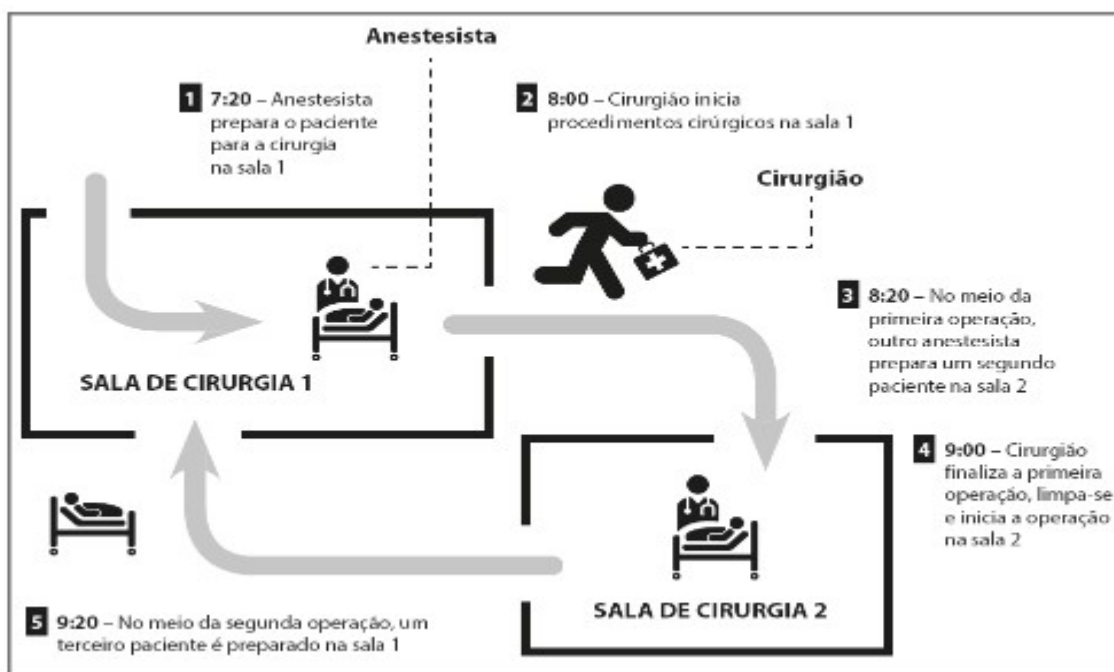 Anestesista
1 7:20 – Anestesista
prepara o paciente
para a cirurgia
na sala 1
2 8:00 – Cirurgião inicia
procedimentos cirúrgicos na sala 1
Cirurgião
3 8:20 – No meio da
primeira operação,
outro anestesista
prepara um segundo
paciente na sala 2
SALA DE CIRURGIA 1
4 9:00 – Cirurgião
finaliza a primeira
operação, limpa-se
e inicia a operação
na sala 2
SALA DE CIRURGIA 2
5 9:20 – No meio da segunda operação, um
terceiro paciente é preparado na sala 1